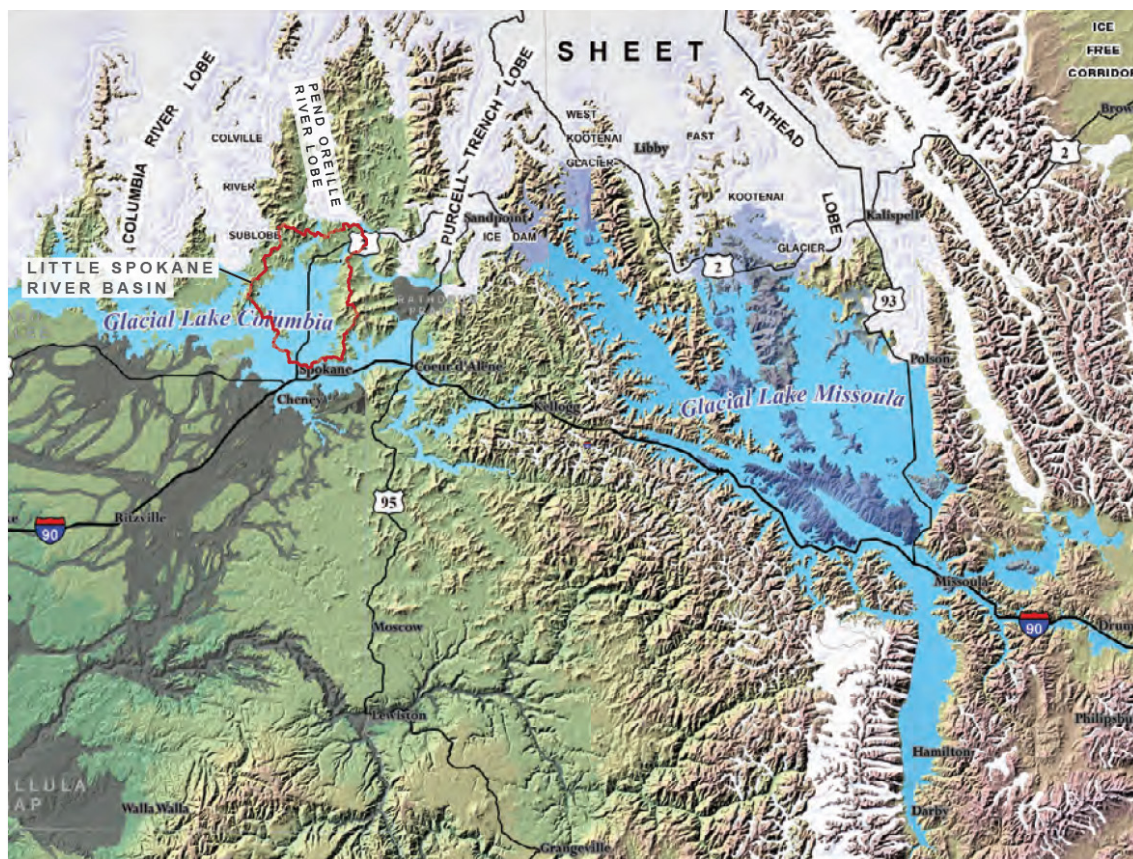 SHEET
ICE
FREE
CORRIDOR
COLUMBIA RIVER LOBE
COLVILLE
RIVER
SUBLOBE
PEND OREILLE
RIVER LOBE
PURCELL TRENCH LOBE
WEST
KOOTENAI
GLACIER
Libby
EAST
KOOTENAI
GLACIER
FLATHEAD
LOBE
2
Kalispell
Sandpoint
ICE DAM
2
93
Polson
LITTLE SPOKANE
RIVER BASIN
Glacial Lake Columbia
Spokane
Coeur d'Alene
Cheney
Kellogg
Glacial Lake Missoula
95
90
Ritzville
Missoula
90
Moscow
Lewiston
Hamilton
Darby
Walla Walla
Grangeville